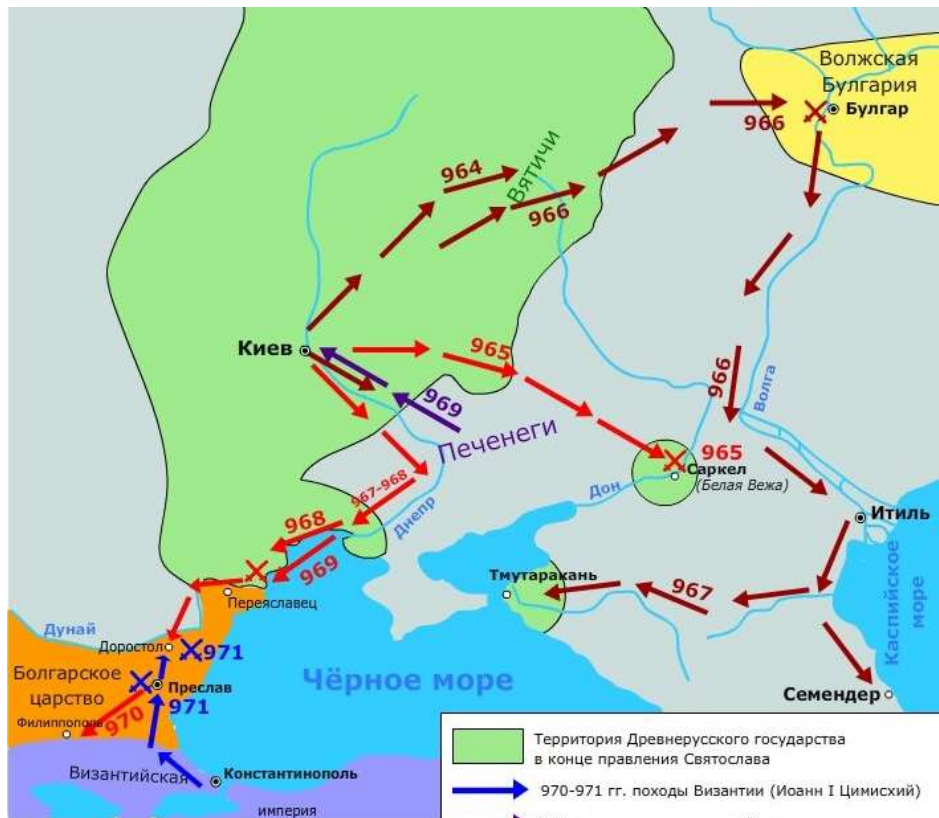 Волжская
Булгария
Булгар
966
964
Вятичи
966
Киев
965
969
Печенеги
966
Волга
965
Саркел
(Белая Вежа)
Дон
967-968
Днепр
968
969
Итиль
Тмутаракань
967
Каспийское
море
Переяславец
Дунай
Доростол
971
Болгарское
царство
Преслав
971
970
Филиппополь
Чёрное море
Семендер
Византийская
империя
Константинополь
Территория Древнерусского государства
в конце правления Святослава
970-971 гг. походы Византии (Иоанн I Цимисхий)